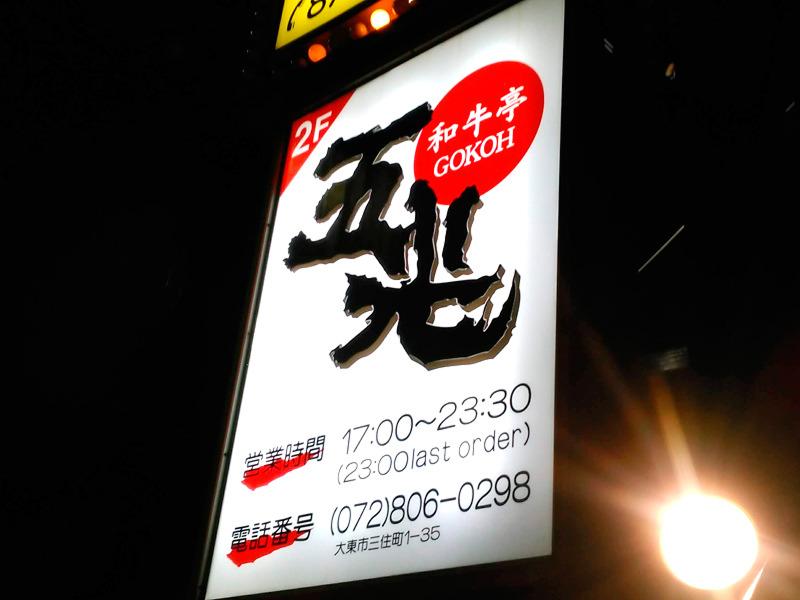 2F
和牛亭
GOKOH
五光
営業時間 17:00~23:30
(23:00last order)
電話番号 (072)806-0298
大東市三住町1-35